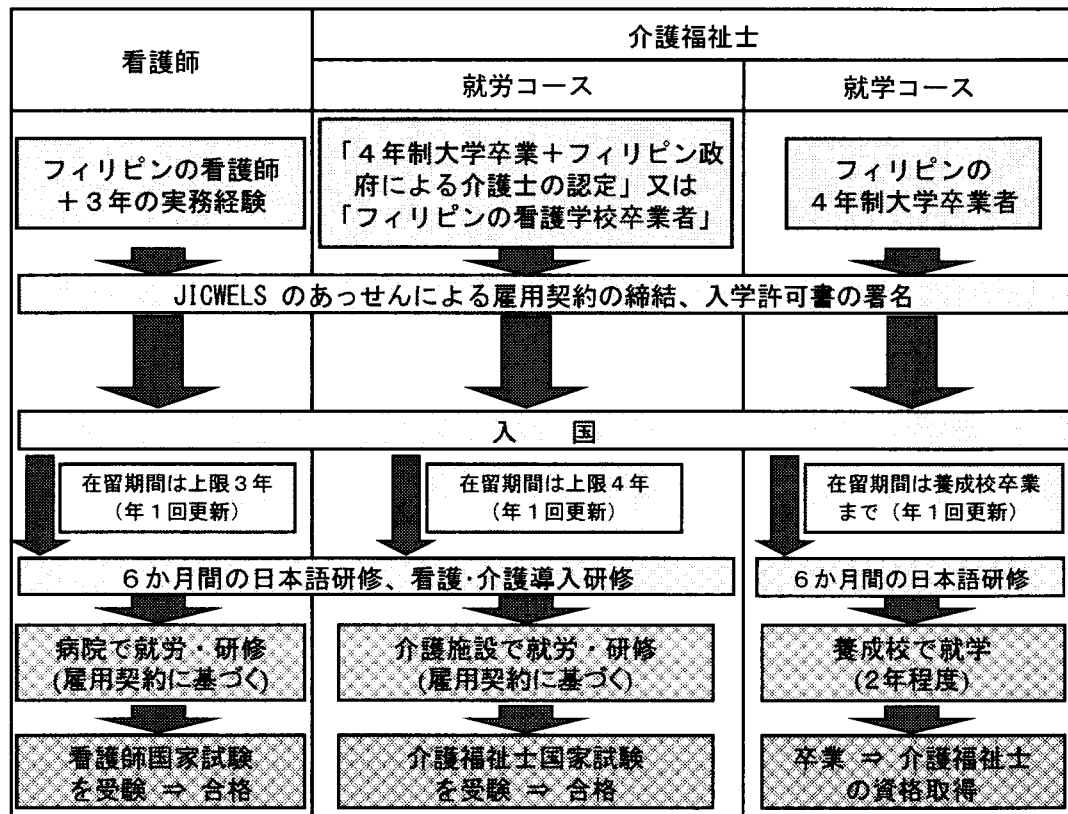 看護師
介護福祉士
就労コース
就学コース
フィリピンの看護師
＋３年の実務経験
「４年制大学卒業＋フィリピン政
府による介護士の認定」又は
「フィリピンの看護学校卒業者」
フィリピンの
４年制大学卒業者
JICWELS のあっせんによる雇用契約の締結、入学許可書の署名
入　国
在留期間は上限３年
（年１回更新）
在留期間は上限４年
（年１回更新）
在留期間は養成校卒業
まで（年１回更新）
６か月間の日本語研修、看護・介護導入研修
６か月間の日本語研修
病院で就労・研修
(雇用契約に基づく)
介護施設で就労・研修
(雇用契約に基づく)
養成校で就学
(2年程度)
看護師国家試験
を受験 ⇒ 合格
介護福祉士国家試験
を受験 ⇒ 合格
卒業 ⇒ 介護福祉士
の資格取得